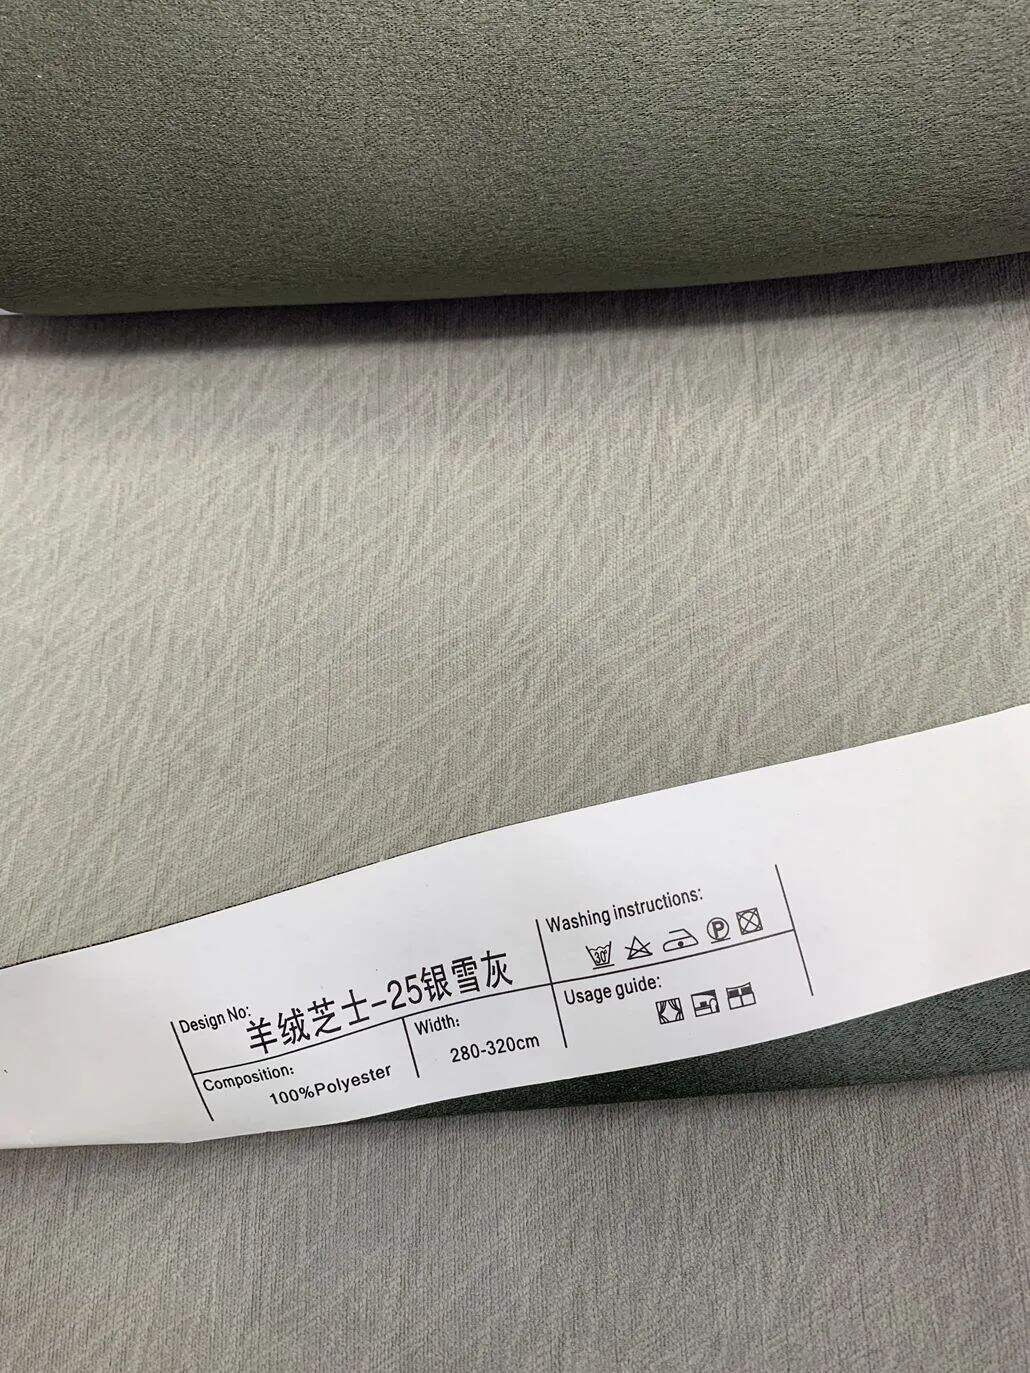 Design No:
羊绒芝士-25银雪灰
Composition:
100%Polyester
Width:
280-320cm
Washing instructions:
30°
P
Usage guide: